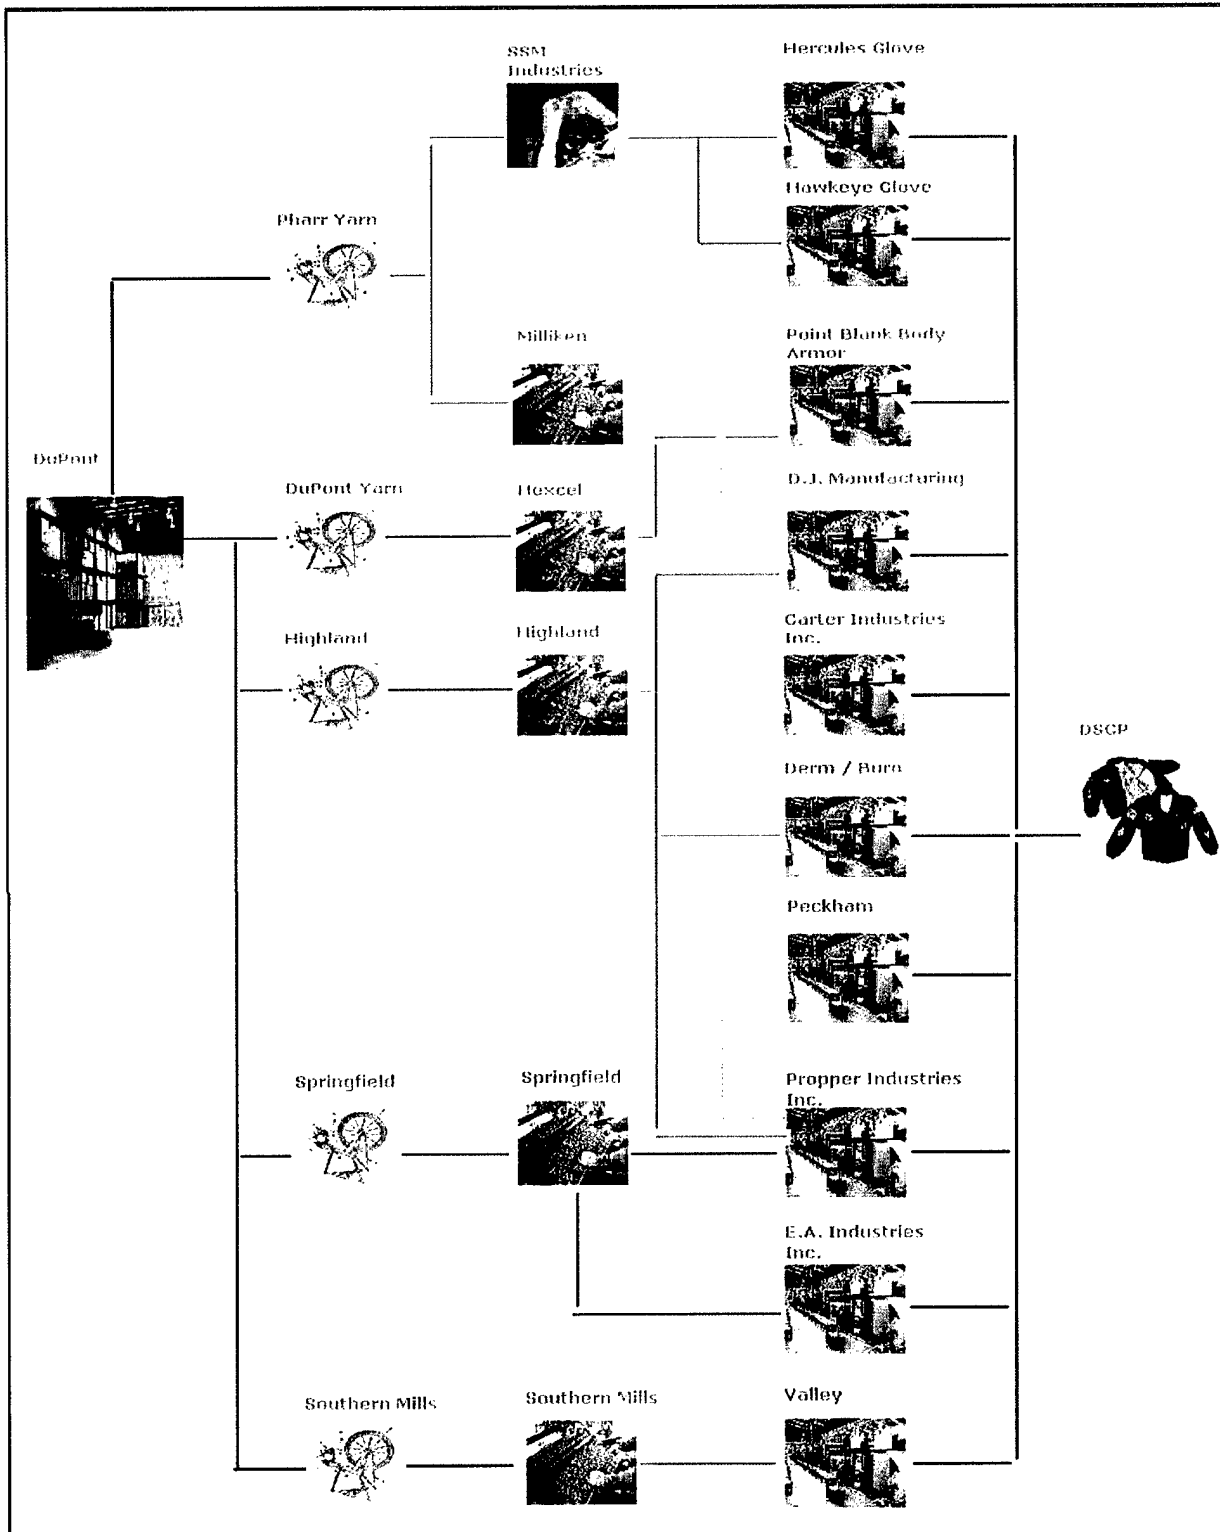 SSM
Industries
Hercules Glove
Hawkeye Glove
Pharr Yarn
Milliken
Point Blank Body
Armor
DuPont
DuPont Yarn
Hexcel
D.J. Manufacturing
Highland
Highland
Carter Industries
Inc.
DSCP
Derm / Buro
Peckham
Springfield
Springfield
Propper Industries
Inc.
E.A. Industries
Inc.
Southern Mills
Southern Mills
Valley